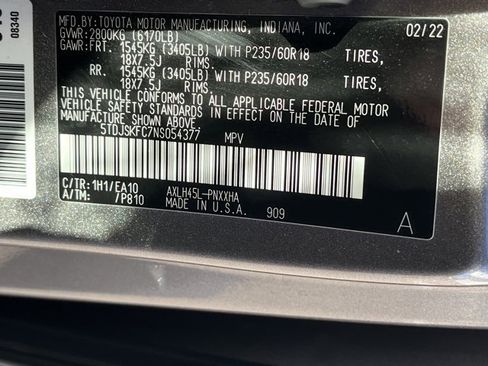 MFD.BY: TOYOTA MOTOR MANUFACTURING, INDIANA, INC. 02/22
GVWR: 2800KG (6170LB)
GAWR: FRT. 1545KG (3405LB) WITH P235/60R18 TIRES,
18X7.5J RIMS.
RR. 1545KG (3405LB) WITH P235/60R18 TIRES,
18X7.5J RIMS.
THIS VEHICLE CONFORMS TO ALL APPLICABLE FEDERAL MOTOR
VEHICLE SAFETY STANDARDS IN EFFECT ON THE DATE OF
MANUFACTURE SHOWN ABOVE
5TDJSKFC7NS054377 MPV
C/TR: 1H1/EA10 AXLH45L-PNXXHA
A/TM: /P810 MADE IN U.S.A. 909
A
08340